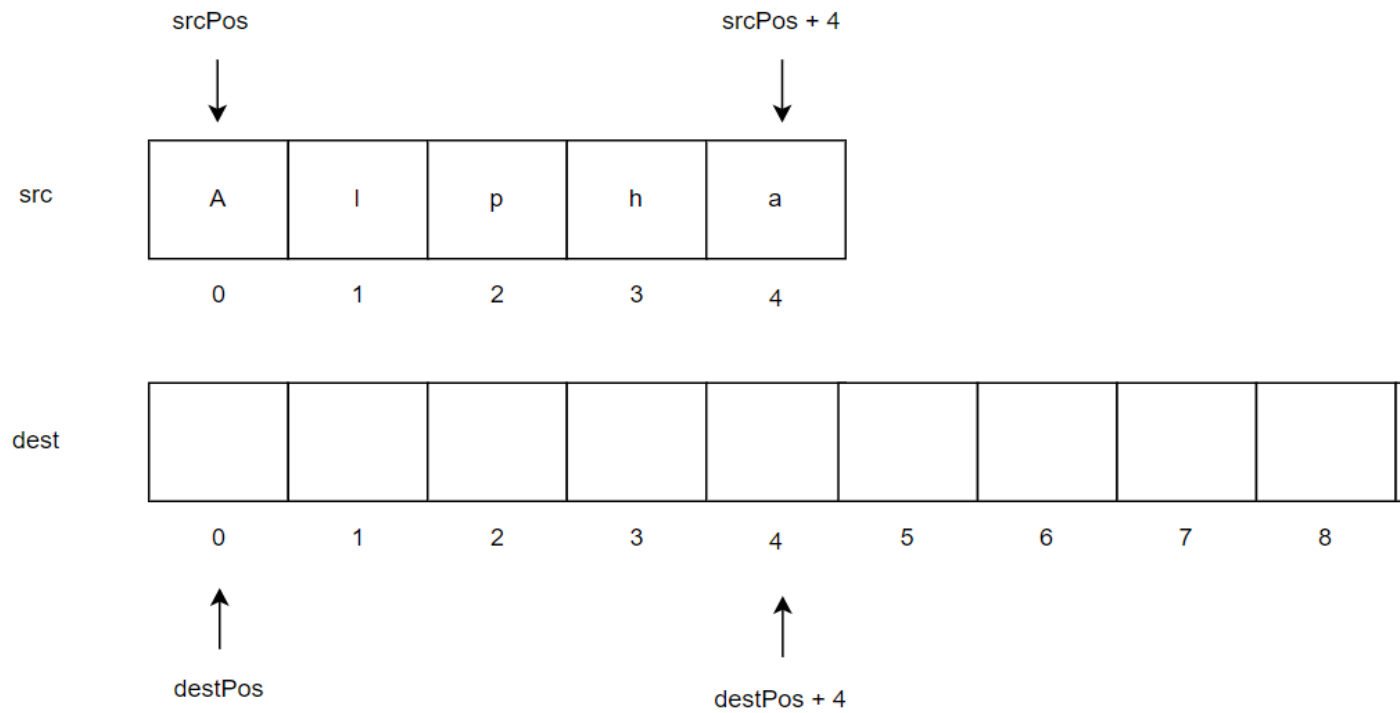 srcPos srcPos + 4
src A l p h a
0 1 2 3 4
dest
0 1 2 3 4 5 6 7 8
destPos destPos + 4